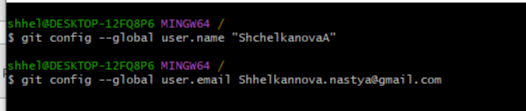 shhel@DESKTOP-12FQ8P6 MINGW64 /
$ git config --global user.name "ShchelkanovaA"
shhel@DESKTOP-12FQ8P6 MINGW64 /
$ git config --global user.email Shhelkannova.nastya@gmail.com